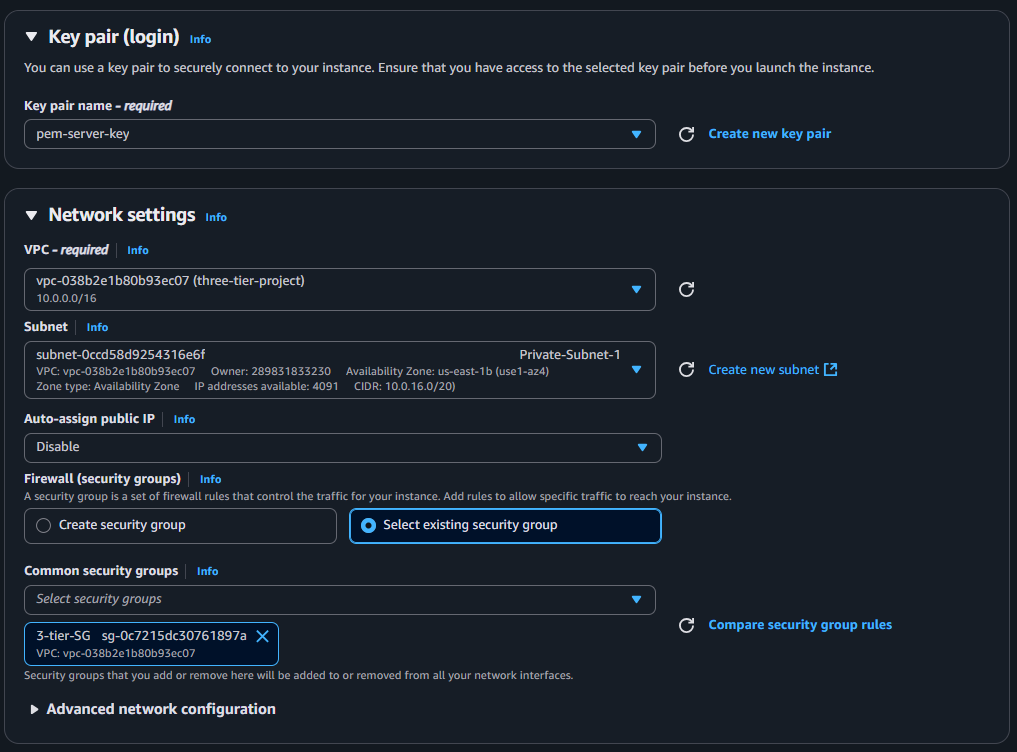 Key pair (login) Info
You can use a key pair to securely connect to your instance. Ensure that you have access to the selected key pair before you launch the instance.
Key pair name – required
pem-server-key
Create new key pair
Network settings Info
VPC – required Info
vpc-038b2e1b80b93ec07 (three-tier-project)
10.0.0.0/16
Subnet Info
subnet-0ccd58d9254316e6f Private-Subnet-1
VPC: vpc-038b2e1b80b93ec07 Owner: 289831833230 Availability Zone: us-east-1b (use1-az4)
Zone type: Availability Zone IP addresses available: 4091 CIDR: 10.0.16.0/20)
Create new subnet
Auto-assign public IP Info
Disable
Firewall (security groups) Info
A security group is a set of firewall rules that control the traffic for your instance. Add rules to allow specific traffic to reach your instance.
Create security group
Select existing security group
Common security groups Info
Select security groups
3-tier-SG sg-0c7215dc30761897a
VPC: vpc-038b2e1b80b93ec07
Compare security group rules
Security groups that you add or remove here will be added to or removed from all your network interfaces.
Advanced network configuration